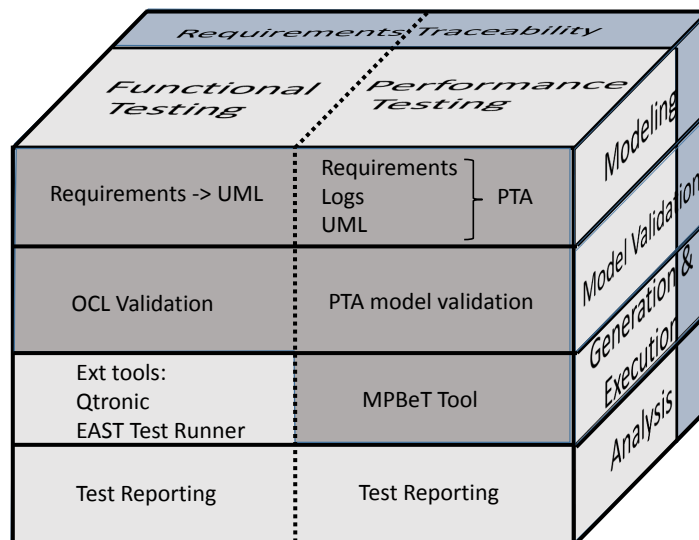 Requirements Traceability
Functional
Testing
Performance
Testing
Requirements -> UML
Requirements
Logs
UML
PTA
Modeling
OCL Validation
PTA model validation
Model Validation
Ext tools:
Qtronic
EAST Test Runner
MPBeT Tool
Generation &
Execution
Test Reporting
Test Reporting
Analysis